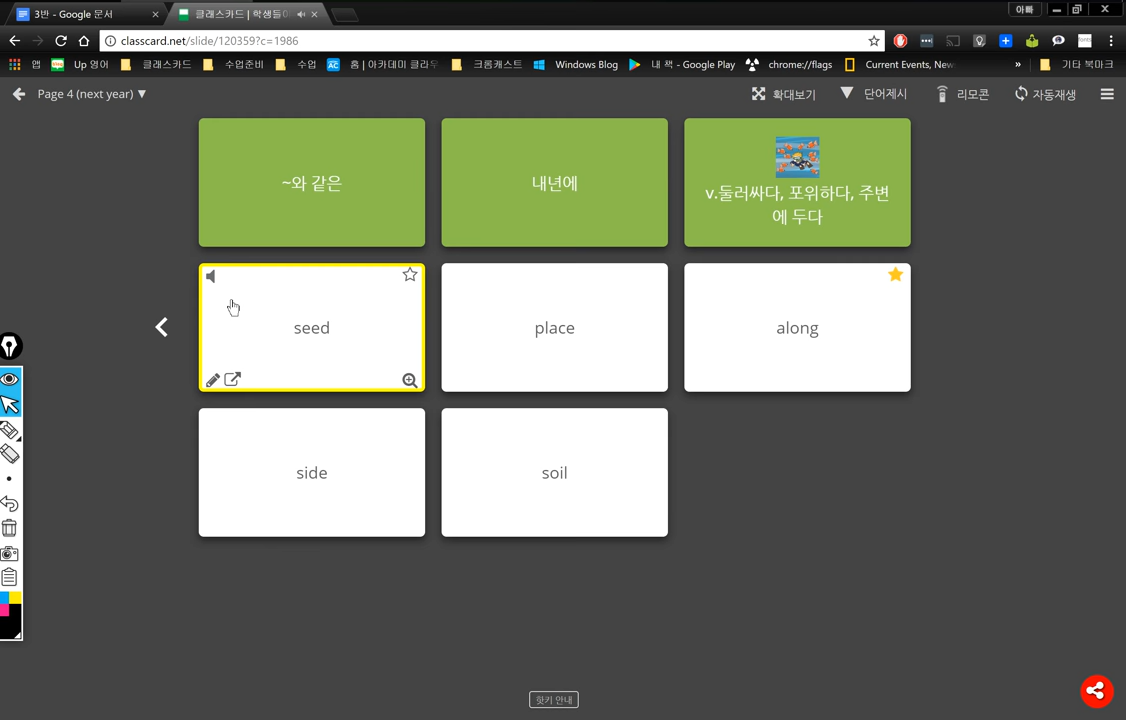 아빠
3반 - Google 문서
클래스카드 | 학생들이
classcard.net/slide/120359?c=1986
앱
Up 영어
클래스카드
수업준비
수업
홈 | 아카데미 클라우
크롬캐스트
Windows Blog
내 책 - Google Play
chrome://flags
Current Events, New
»
기타 북마크
Page 4 (next year) ▼
확대보기
단어제시
리모콘
자동재생
~와 같은
내년에
v.둘러싸다, 포위하다, 주변
에 두다
seed
place
along
side
soil
핫키 안내